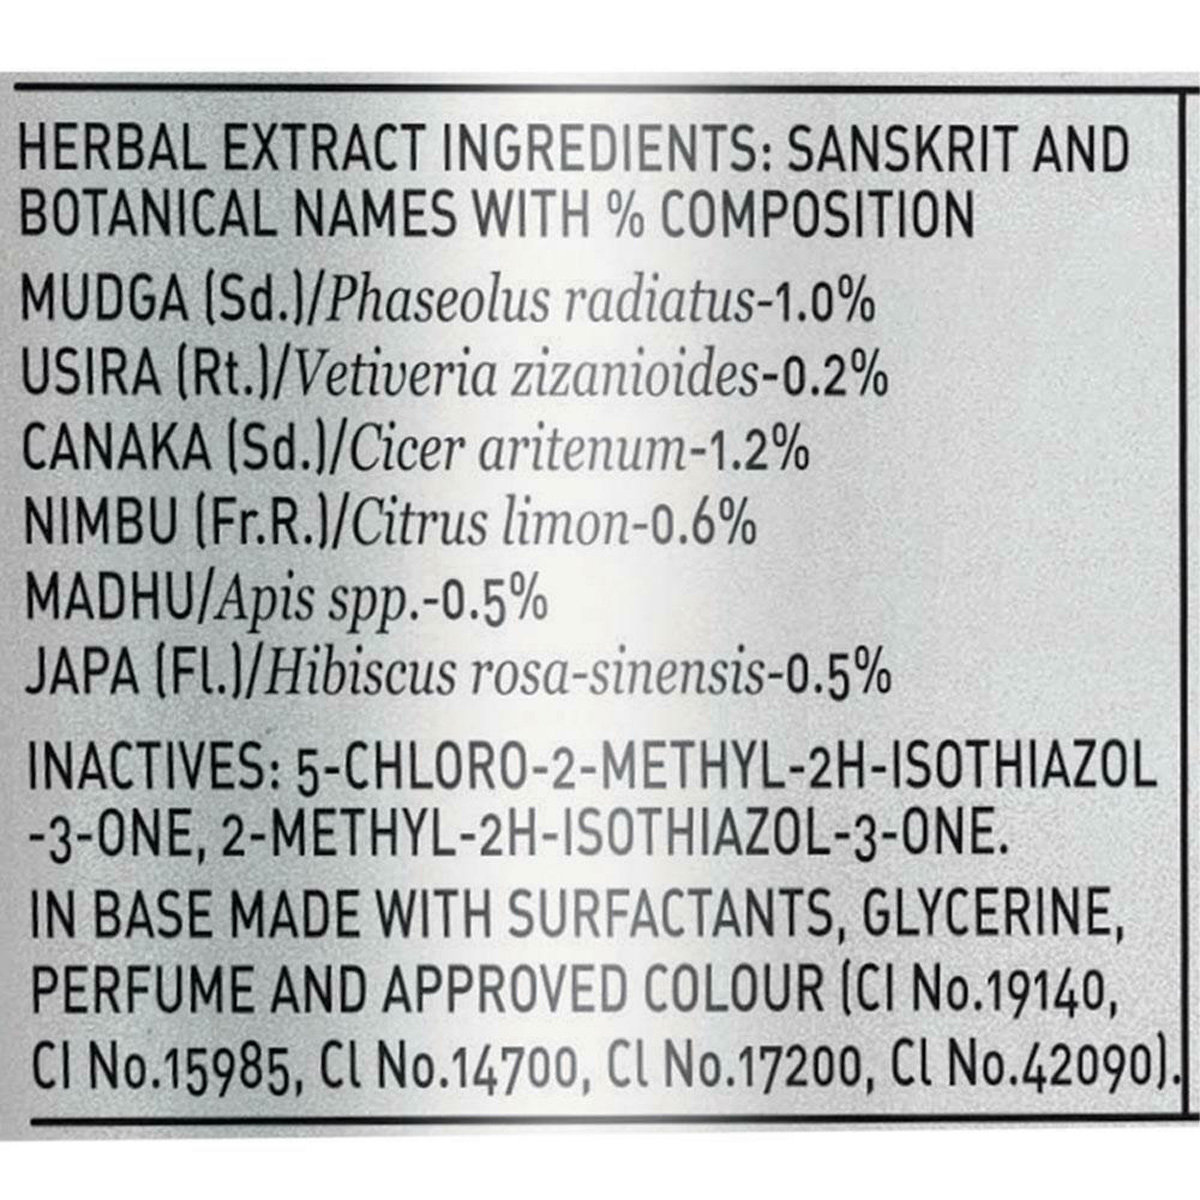 HERBAL EXTRACT INGREDIENTS: SANSKRIT AND
BOTANICAL NAMES WITH % COMPOSITION
MUDGA (Sd.)/Phaseolus radiatus-1.0%
USIRA (Rt.)/Vetiveria zizanioides-0.2%
CANAKA (Sd.)/Cicer aritenum-1.2%
NIMBU (Fr.R.)/Citrus limon-0.6%
MADHU/Apis spp.-0.5%
JAPA (Fl.)/Hibiscus rosa-sinensis-0.5%
INACTIVES: 5-CHLORO-2-METHYL-2H-ISOTHIAZOL
-3-ONE, 2-METHYL-2H-ISOTHIAZOL-3-ONE.
IN BASE MADE WITH SURFACTANTS, GLYCERINE,
PERFUME AND APPROVED COLOUR (CI No.19140,
CI No.15985, Cl No.14700, Cl No.17200, Cl No.42090).